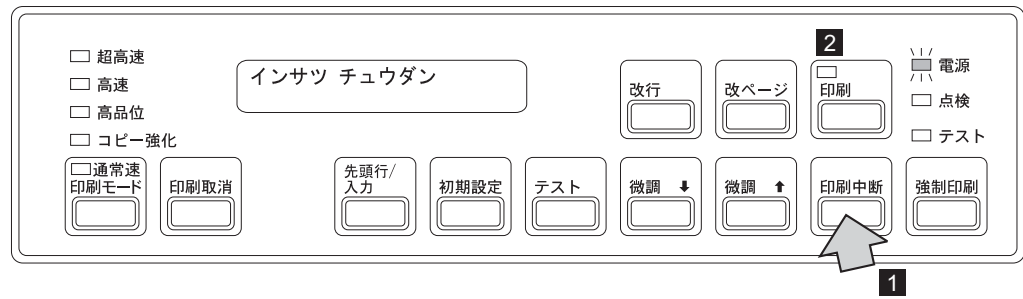 超高速
高速
高品位
コピー強化
通常速
印刷モード
印刷取消
インサツ チュウダン
先頭行/
入力
初期設定
テスト
改行
改ページ
2
印刷
微調 ⬇
微調 ⬆
印刷中断
強制印刷
電源
点検
テスト
1